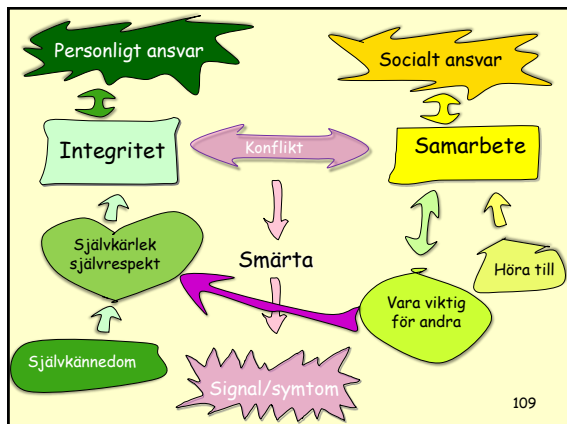 Personligt ansvar
Socialt ansvar
Integritet
Konflikt
Samarbete
Självkärlek
självrespekt
Smärta
Höra till
Vara viktig
för andra
Självkännedom
Signal/symtom
109